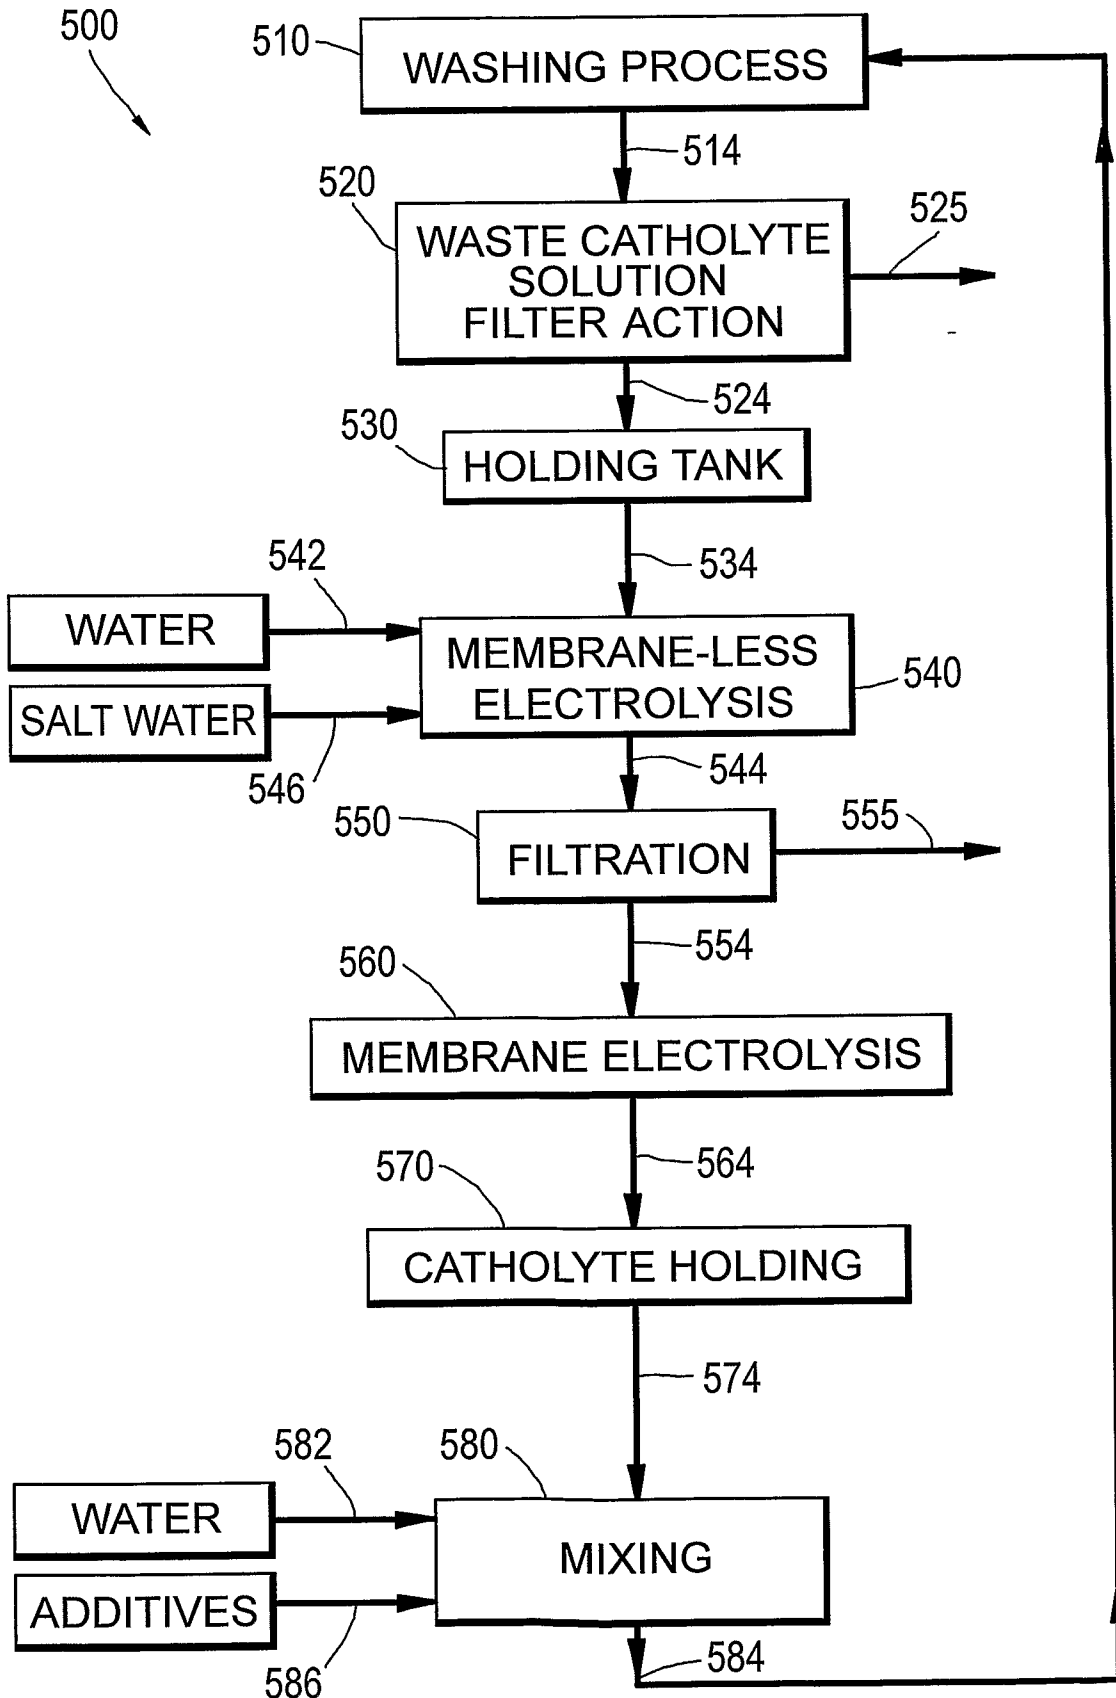 500
510
WASHING PROCESS
514
520
WASTE CATHOLYTE
SOLUTION
FILTER ACTION
525
524
530
HOLDING TANK
534
542
WATER
MEMBRANE-LESS
ELECTROLYSIS
540
SALT WATER
546
544
550
FILTRATION
555
554
560
MEMBRANE ELECTROLYSIS
564
570
CATHOLYTE HOLDING
574
582
580
WATER
MIXING
ADDITIVES
586
584